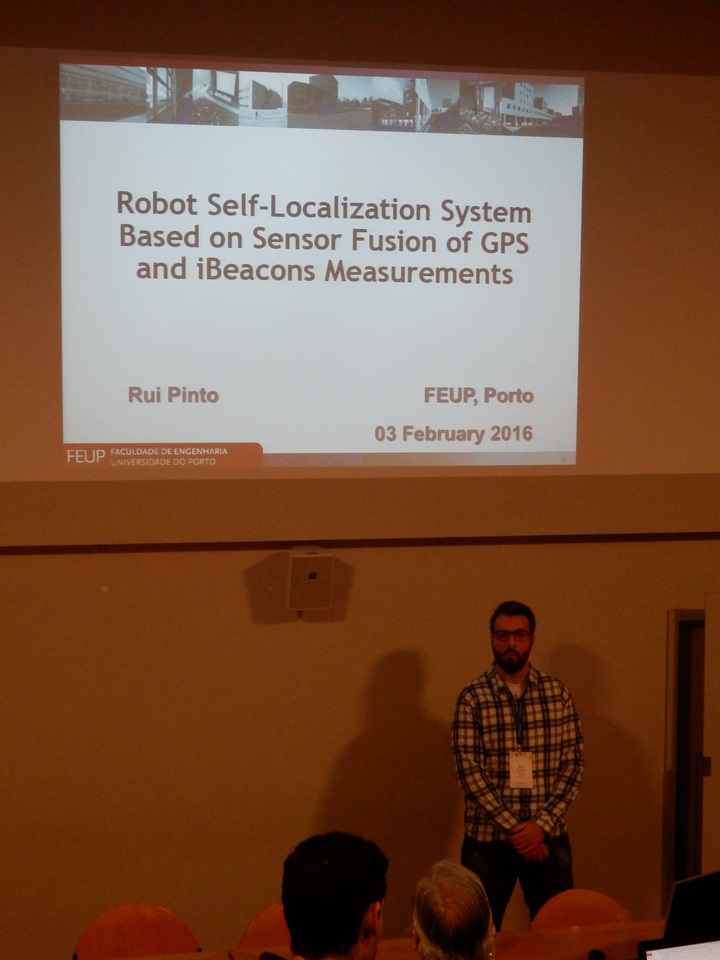 Robot Self-Localization System
Based on Sensor Fusion of GPS
and iBeacons Measurements
Rui Pinto
FEUP, Porto
03 February 2016
FEUP FACULDADE DE ENGENHARIA
UNIVERSIDADE DO PORTO